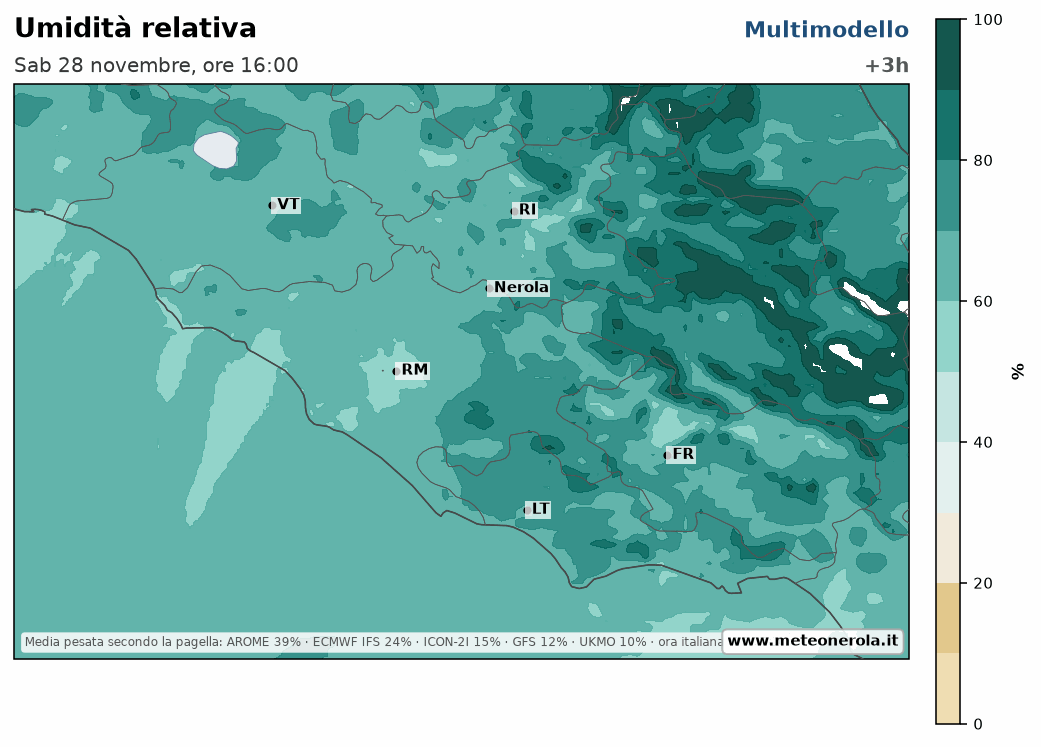 Umidità relativa
Multimodello
Sab 28 novembre, ore 16:00
+3h
100
80
60
40
20
0
%
VT
RI
Nerola
RM
FR
LT
Media pesata secondo la pagella: AROME 39% · ECMWF IFS 24% · ICON-2I 15% · GFS 12% · UKMO 10% · ora italiana
www.meteonerola.it